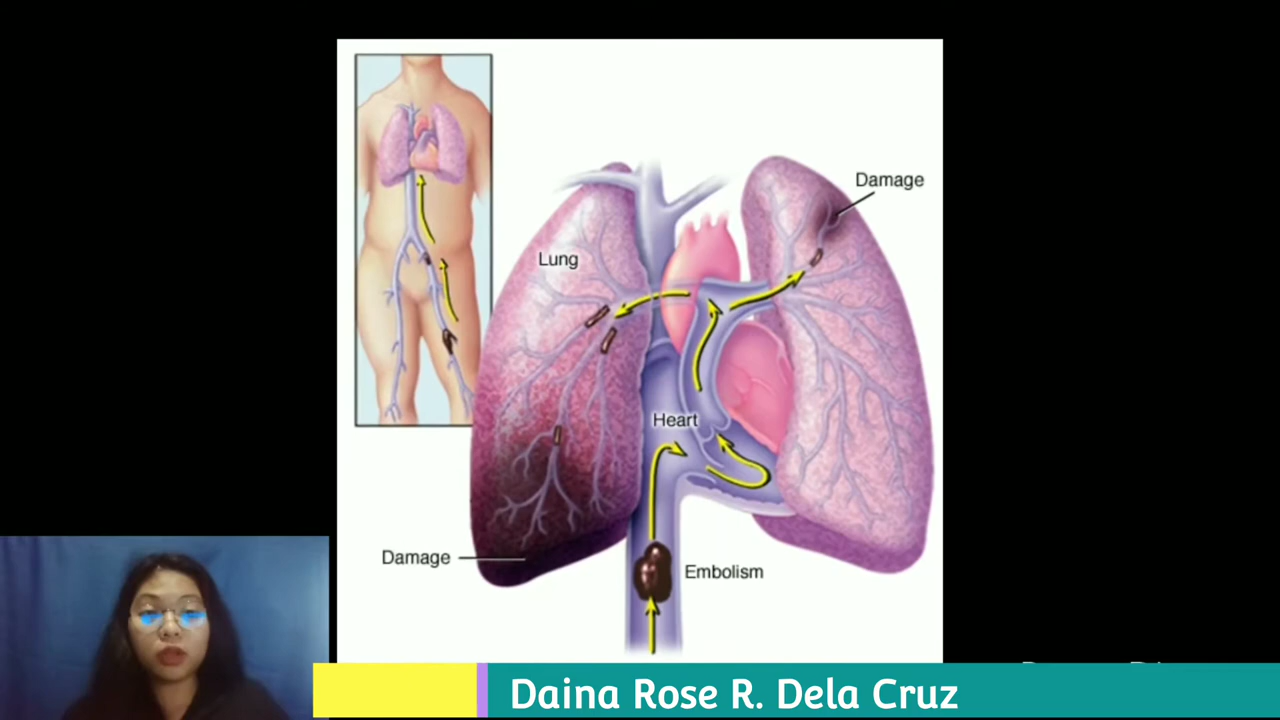 Damage
Lung
Heart
Damage
Embolism
Daina Rose R. Dela Cruz